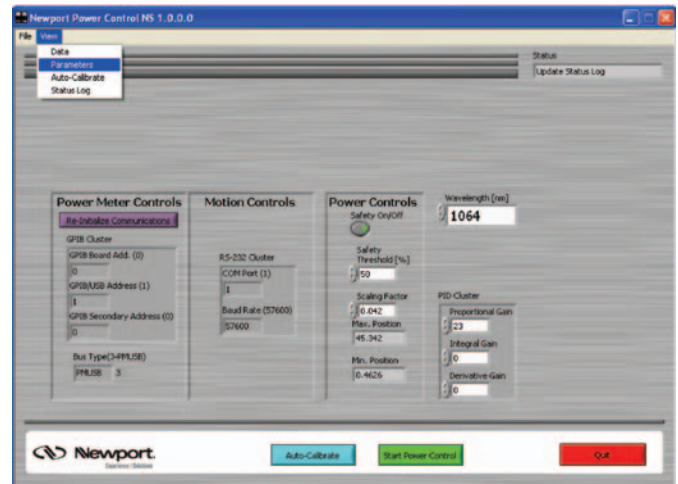 Newport Power Control NS 1.0.0.0
File View
Data
Parameters
Auto-Calibrate
Status Log
Status
Update Status Log
Power Meter Controls
Re-Initialize Communications
GPIB Cluster
GPIB Board Add. (0)
0
GPIB/USB Address (1)
1
GPIB Secondary Address (0)
0
Bus Type(3-PMUSB)
PMUSB 3
Motion Controls
RS-232 Cluster
COM Port (1)
1
Baud Rate (57600)
57600
Power Controls
Safety On/Off
Safety
Threshold [%]
50
Scaling Factor
0.042
Max. Position
45.342
Min. Position
0.4626
Wavelength [nm]
1064
PID Cluster
Proportional Gain
23
Integral Gain
0
Derivative Gain
0
Newport.
Experience | Solutions
Auto-Calibrate
Start Power Control
Quit